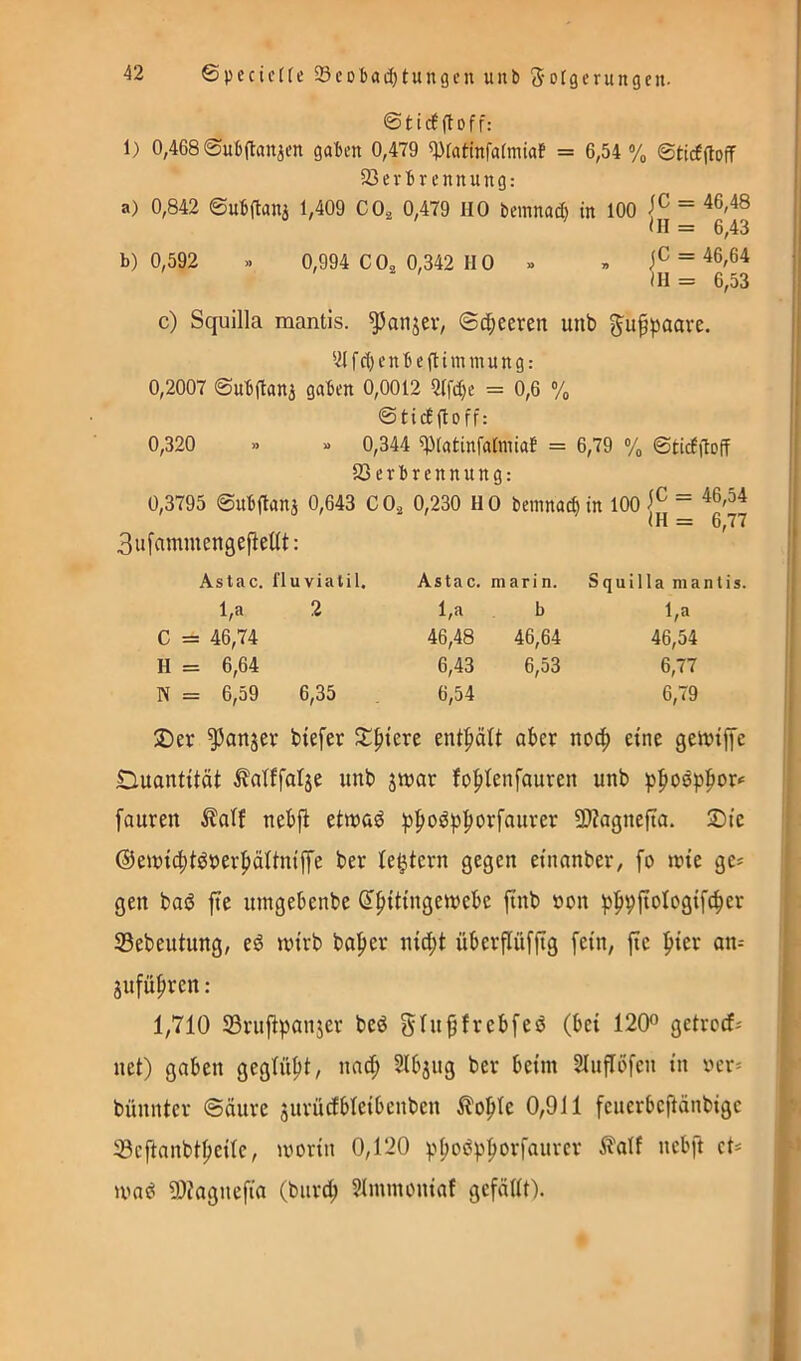 42 Specielle Beobachtungen und Folgerungen.
Stickstoff:
1) 0,468 Substanzen gaben 0,479 Platinsalmiak = 6,54 % Stickstoff
Verbrennung:
a) 0,842 Substanz 1,409 CO₂ 0,479 HO demnach in 100 {C = 46,48
{H = 6,43
b) 0,592 » 0,994 CO₂ 0,342 HO » » {C = 46,64
{H = 6,53
c) Squilla mantis. Panzer, Scheeren und Fußpaare.
Aschenbestimmung:
0,2007 Substanz gaben 0,0012 Asche = 0,6 %
Stickstoff:
0,320 » » 0,344 Platinsalmiak = 6,79 % Stickstoff
Verbrennung:
0,3795 Substanz 0,643 CO₂ 0,230 HO demnach in 100 {C = 46,54
{H = 6,77
Zusammengestellt:
Astac. fluviatil. Astac. marin. Squilla mantis.
1,a 2 1,a b 1,a
C = 46,74 46,48 46,64 46,54
H = 6,64 6,43 6,53 6,77
N = 6,59 6,35 6,54 6,79
Der Panzer dieser Thiere enthält aber noch eine gewisse
Quantität Kalksalze und zwar kohlensauren und phosphor-
sauren Kalk nebst etwas phosphorsaurer Magnesia. Die
Gewichtsverhältnisse der letztern gegen einander, so wie ge-
gen das sie umgebende Chitingewebe sind von physiologischer
Bedeutung, es wird daher nicht überflüssig sein, sie hier an-
zuführen:
1,710 Brustpanzer des Flußkrebses (bei 120⁰ getrock-
net) gaben geglüht, nach Abzug der beim Auflösen in ver-
dünnter Säure zurückbleibenden Kohle 0,911 feuerbeständige
Bestandtheile, worin 0,120 phosphorsaurer Kalk nebst et-
was Magnesia (durch Ammoniak gefällt).